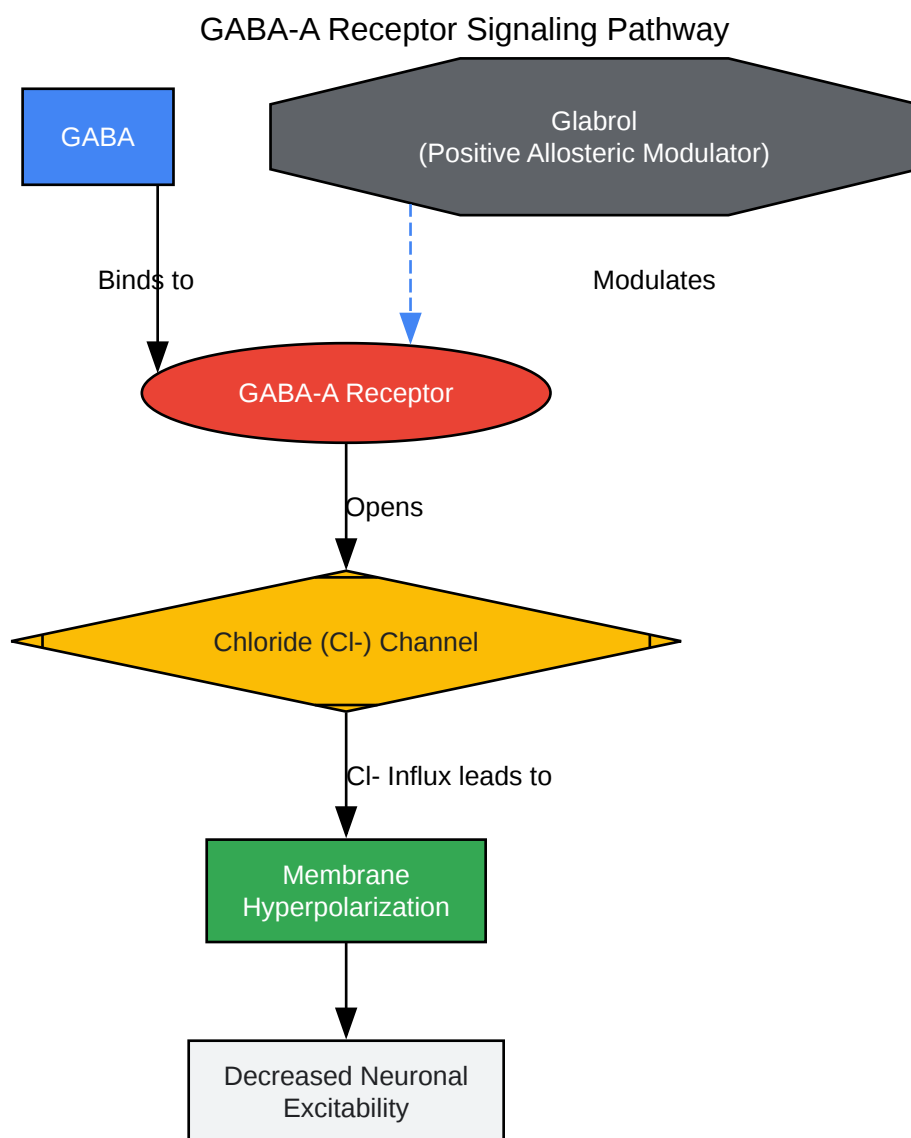 GABA-A Receptor Signaling Pathway
GABA
Glabrol
(Positive Allosteric Modulator)
Binds to
Modulates
GABA-A Receptor
Opens
Chloride (Cl-) Channel
Cl- Influx leads to
Membrane
Hyperpolarization
Decreased Neuronal
Excitability